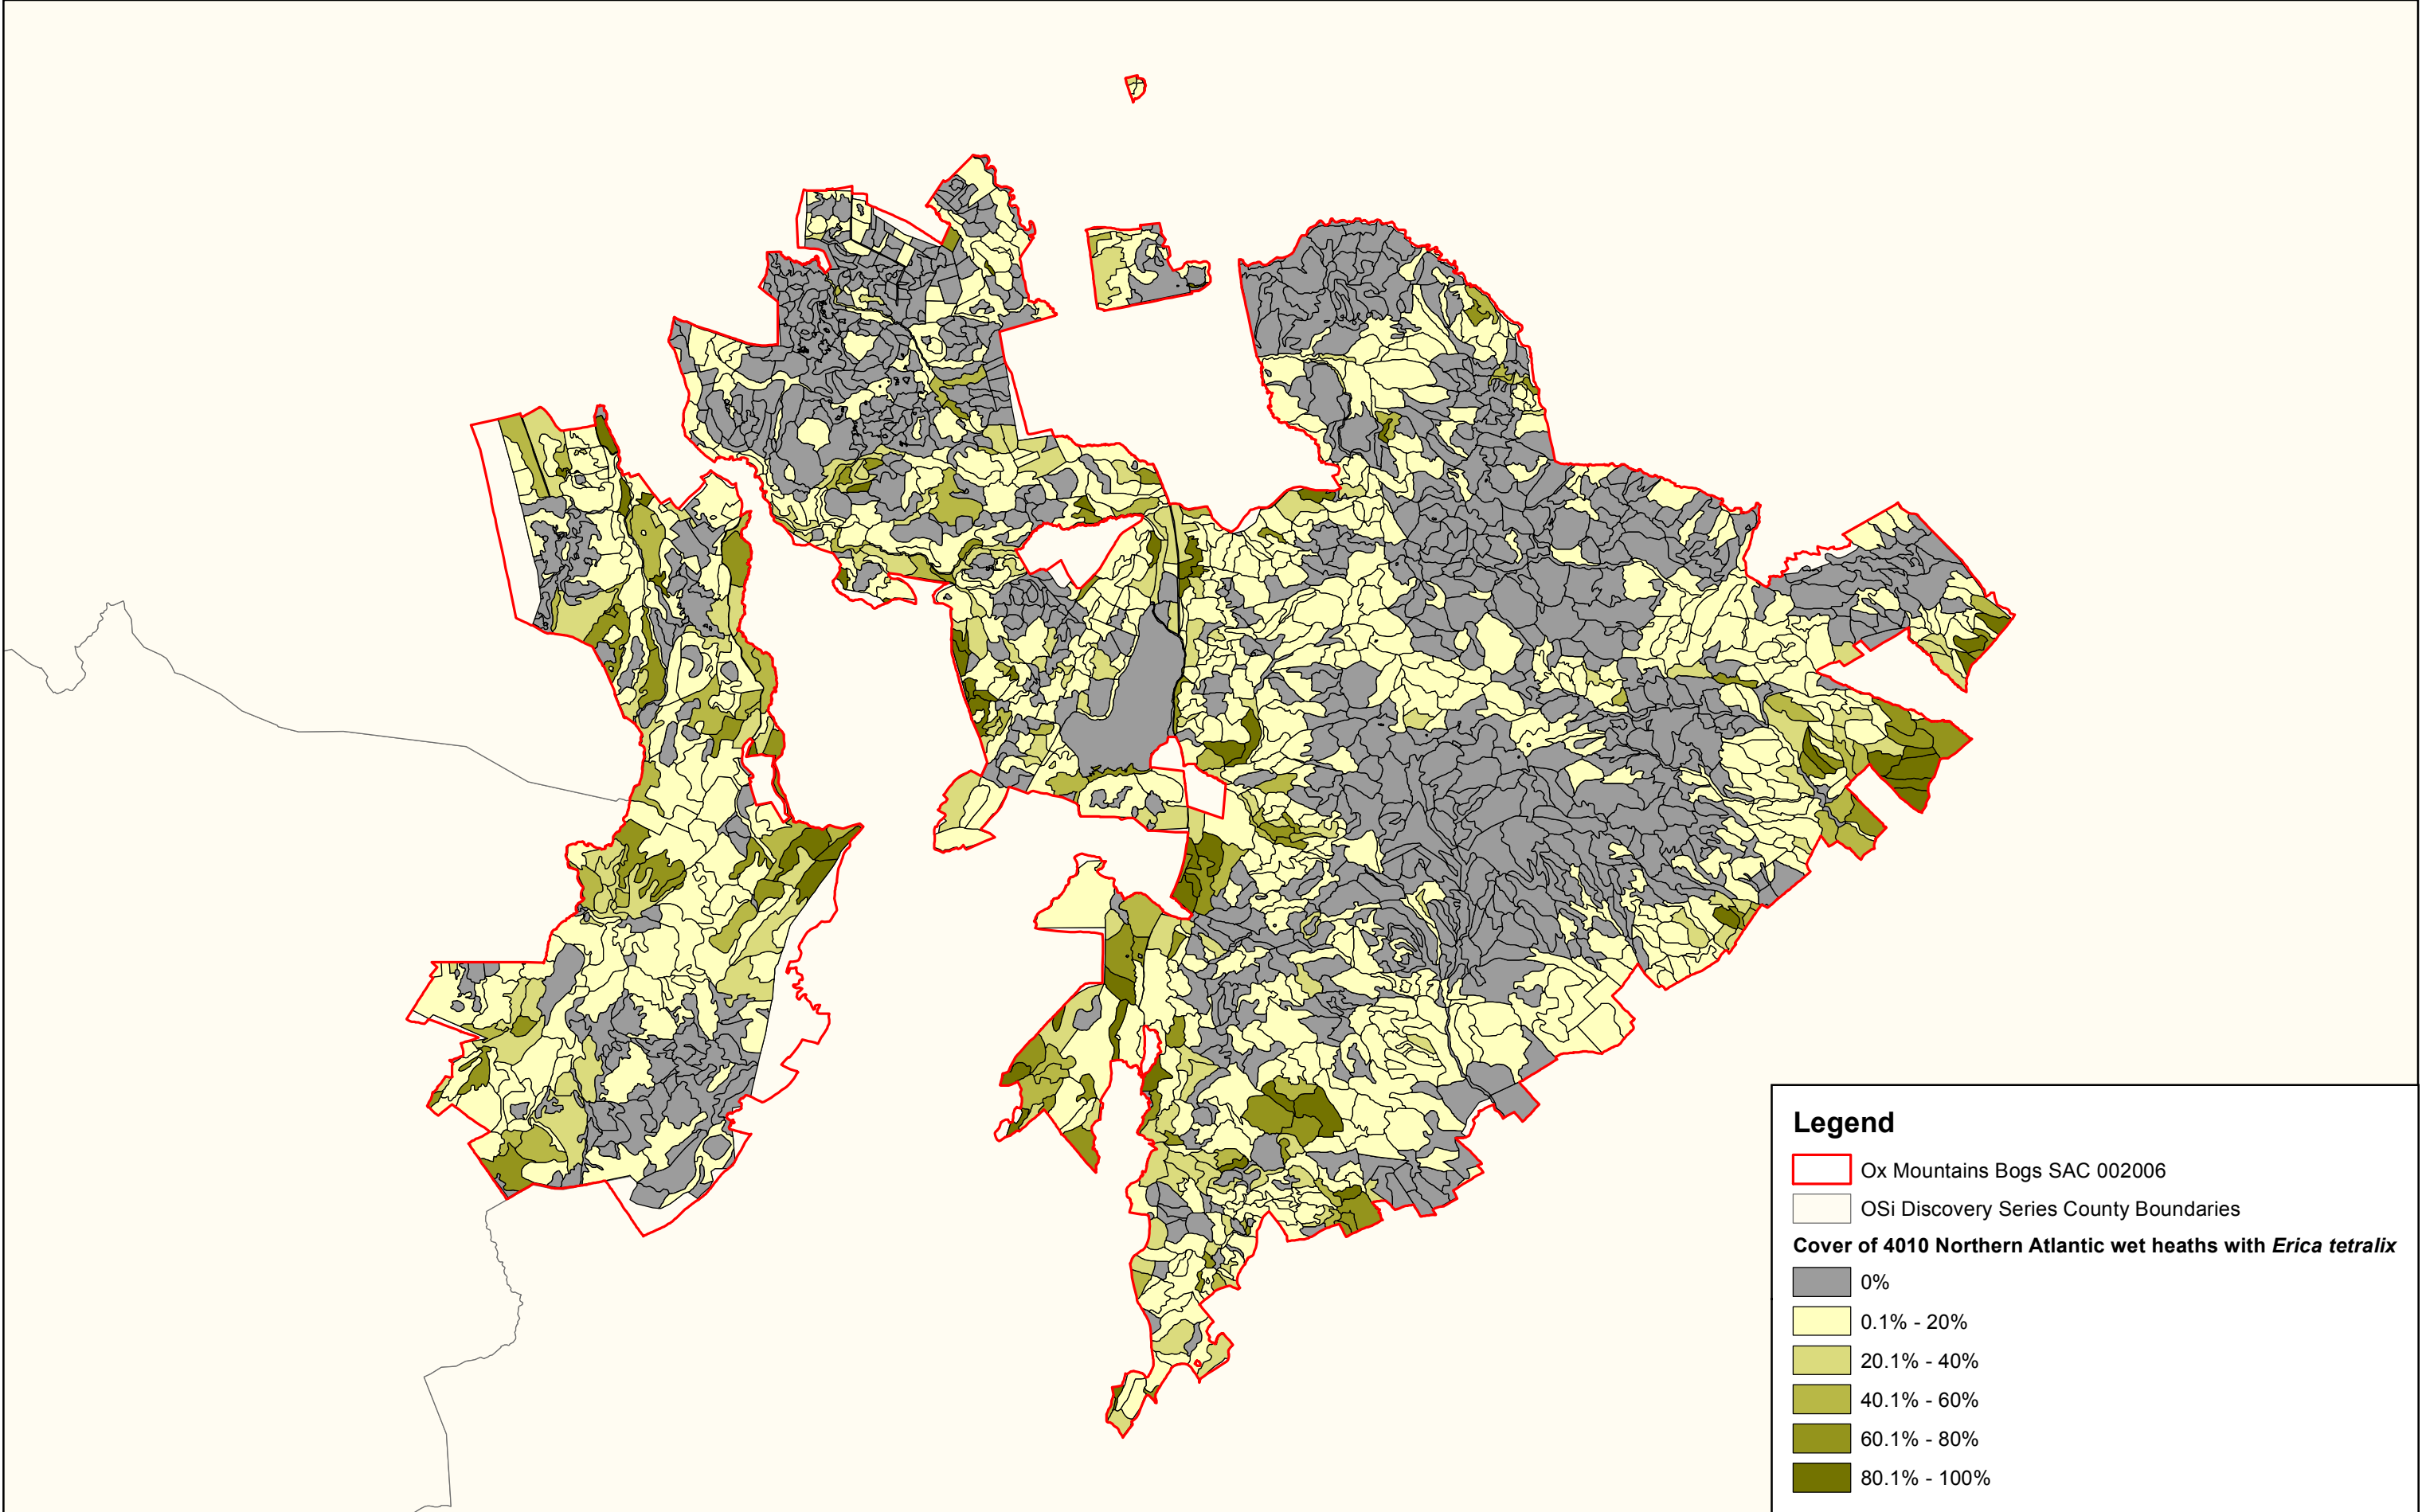 Legend
Ox Mountains Bogs SAC 002006
OSi Discovery Series County Boundaries
Cover of 4010 Northern Atlantic wet heaths with Erica tetralix
0%
0.1% - 20%
20.1% - 40%
40.1% - 60%
60.1% - 80%
80.1% - 100%